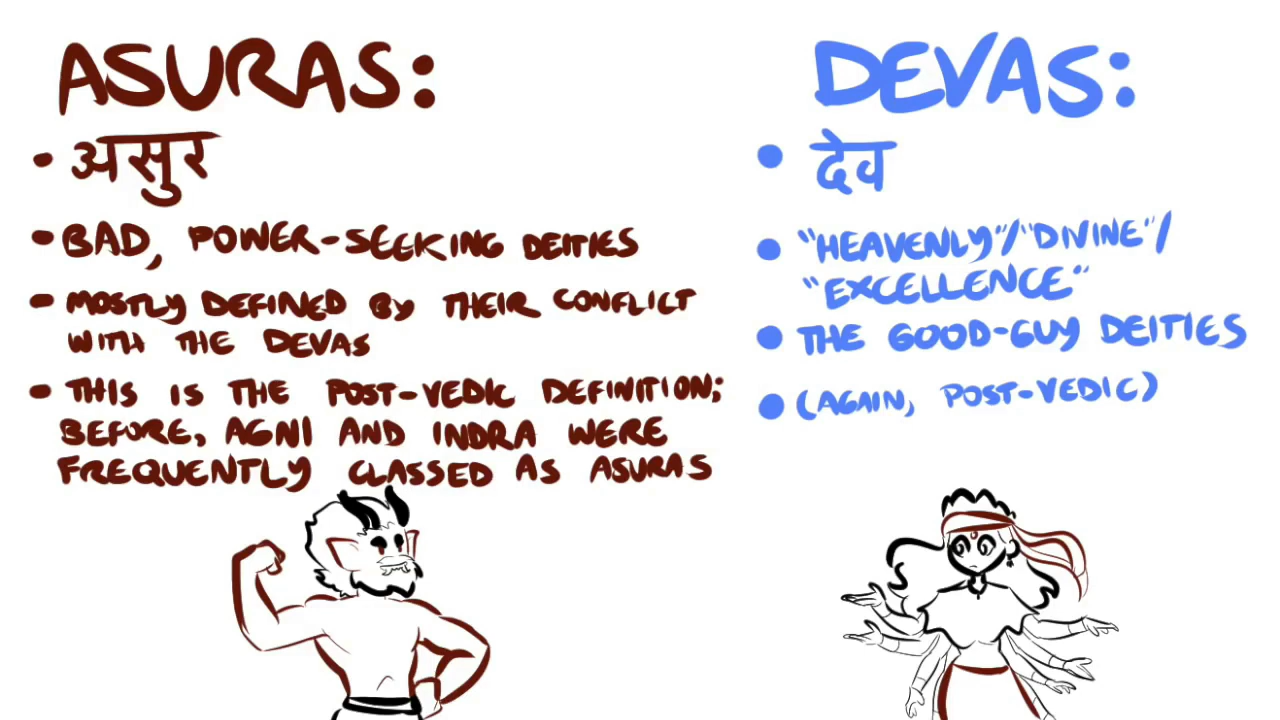 ASURAS:
• असुर
• BAD, POWER-SEEKING DEITIES
• MOSTLY DEFINED BY THEIR CONFLICT
WITH THE DEVAS
• THIS IS THE POST-VEDIC DEFINITION;
BEFORE, AGNI AND INDRA WERE
FREQUENTLY CLASSED AS ASURAS
DEVAS:
• देव
• "HEAVENLY"/"DIVINE"/
"EXCELLENCE"
• THE GOOD-GUY DEITIES
• (AGAIN, POST-VEDIC)